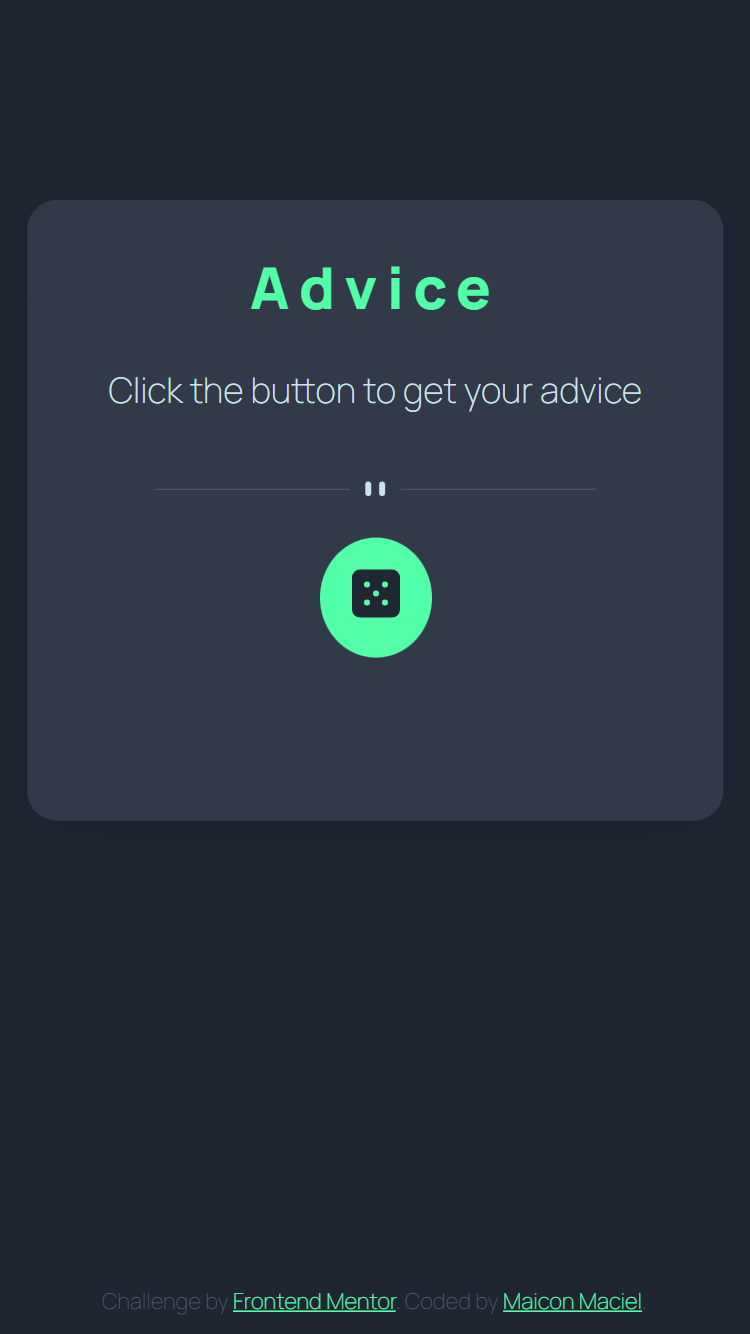 Advice
Click the button to get your advice
Challenge by Frontend Mentor. Coded by Maicon Maciel.